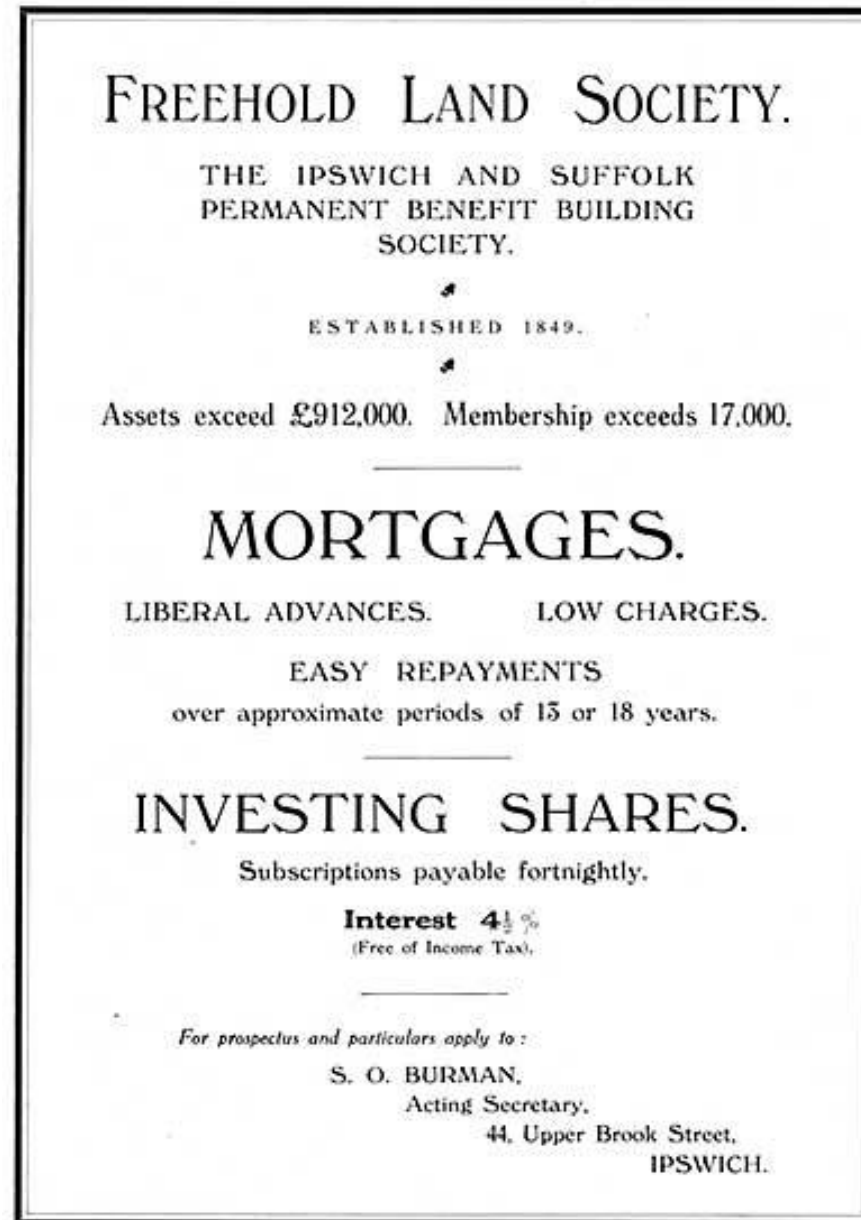 FREEHOLD LAND SOCIETY.
THE IPSWICH AND SUFFOLK
PERMANENT BENEFIT BUILDING
SOCIETY.
ESTABLISHED 1849.
Assets exceed £912,000. Membership exceeds 17,000.
MORTGAGES.
LIBERAL ADVANCES. LOW CHARGES.
EASY REPAYMENTS
over approximate periods of 13 or 18 years.
INVESTING SHARES.
Subscriptions payable fortnightly.
Interest 4½%
(Free of Income Tax).
For prospectus and particulars apply to :
S. O. BURMAN,
Acting Secretary,
44, Upper Brook Street,
IPSWICH.